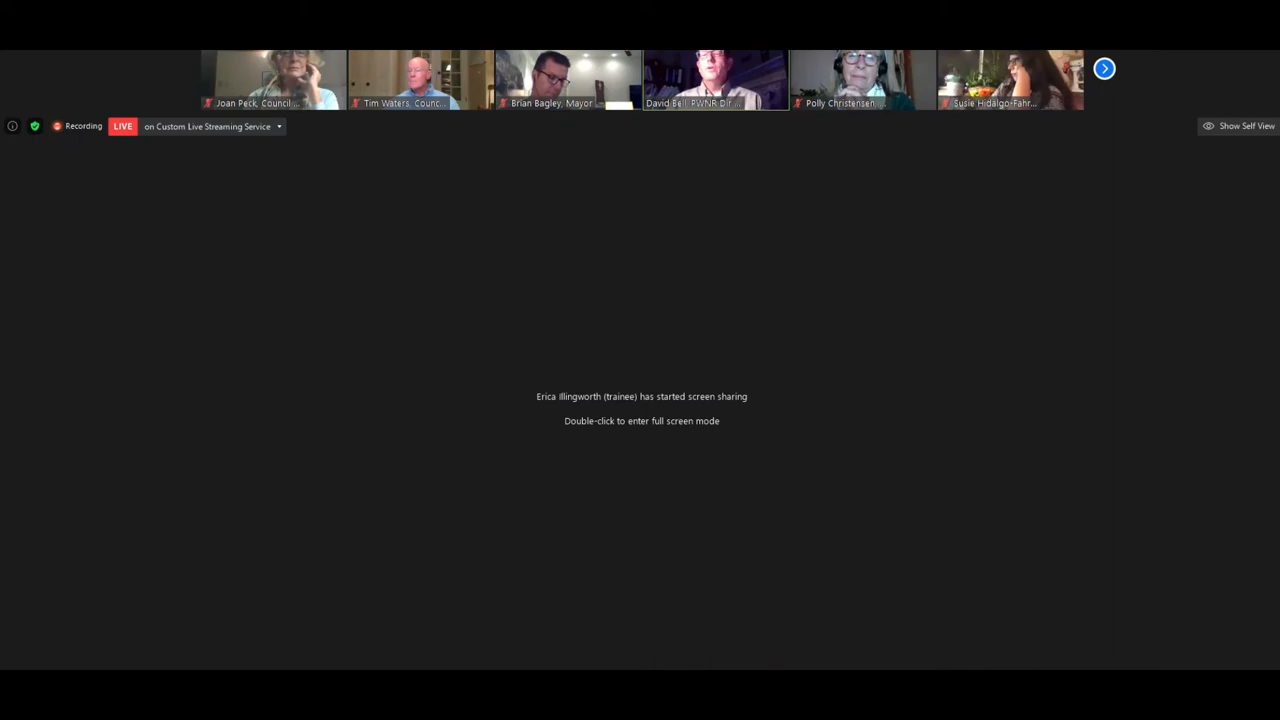 Joan Peck, Council ...
Tim Waters, Counc...
Brian Bagley, Mayor
David Bell, PWNR Dir ...
Polly Christensen, ...
Susie Hidalgo-Fahr...
Recording
LIVE
on Custom Live Streaming Service
Show Self View
Erica Illingworth (trainee) has started screen sharing
Double-click to enter full screen mode